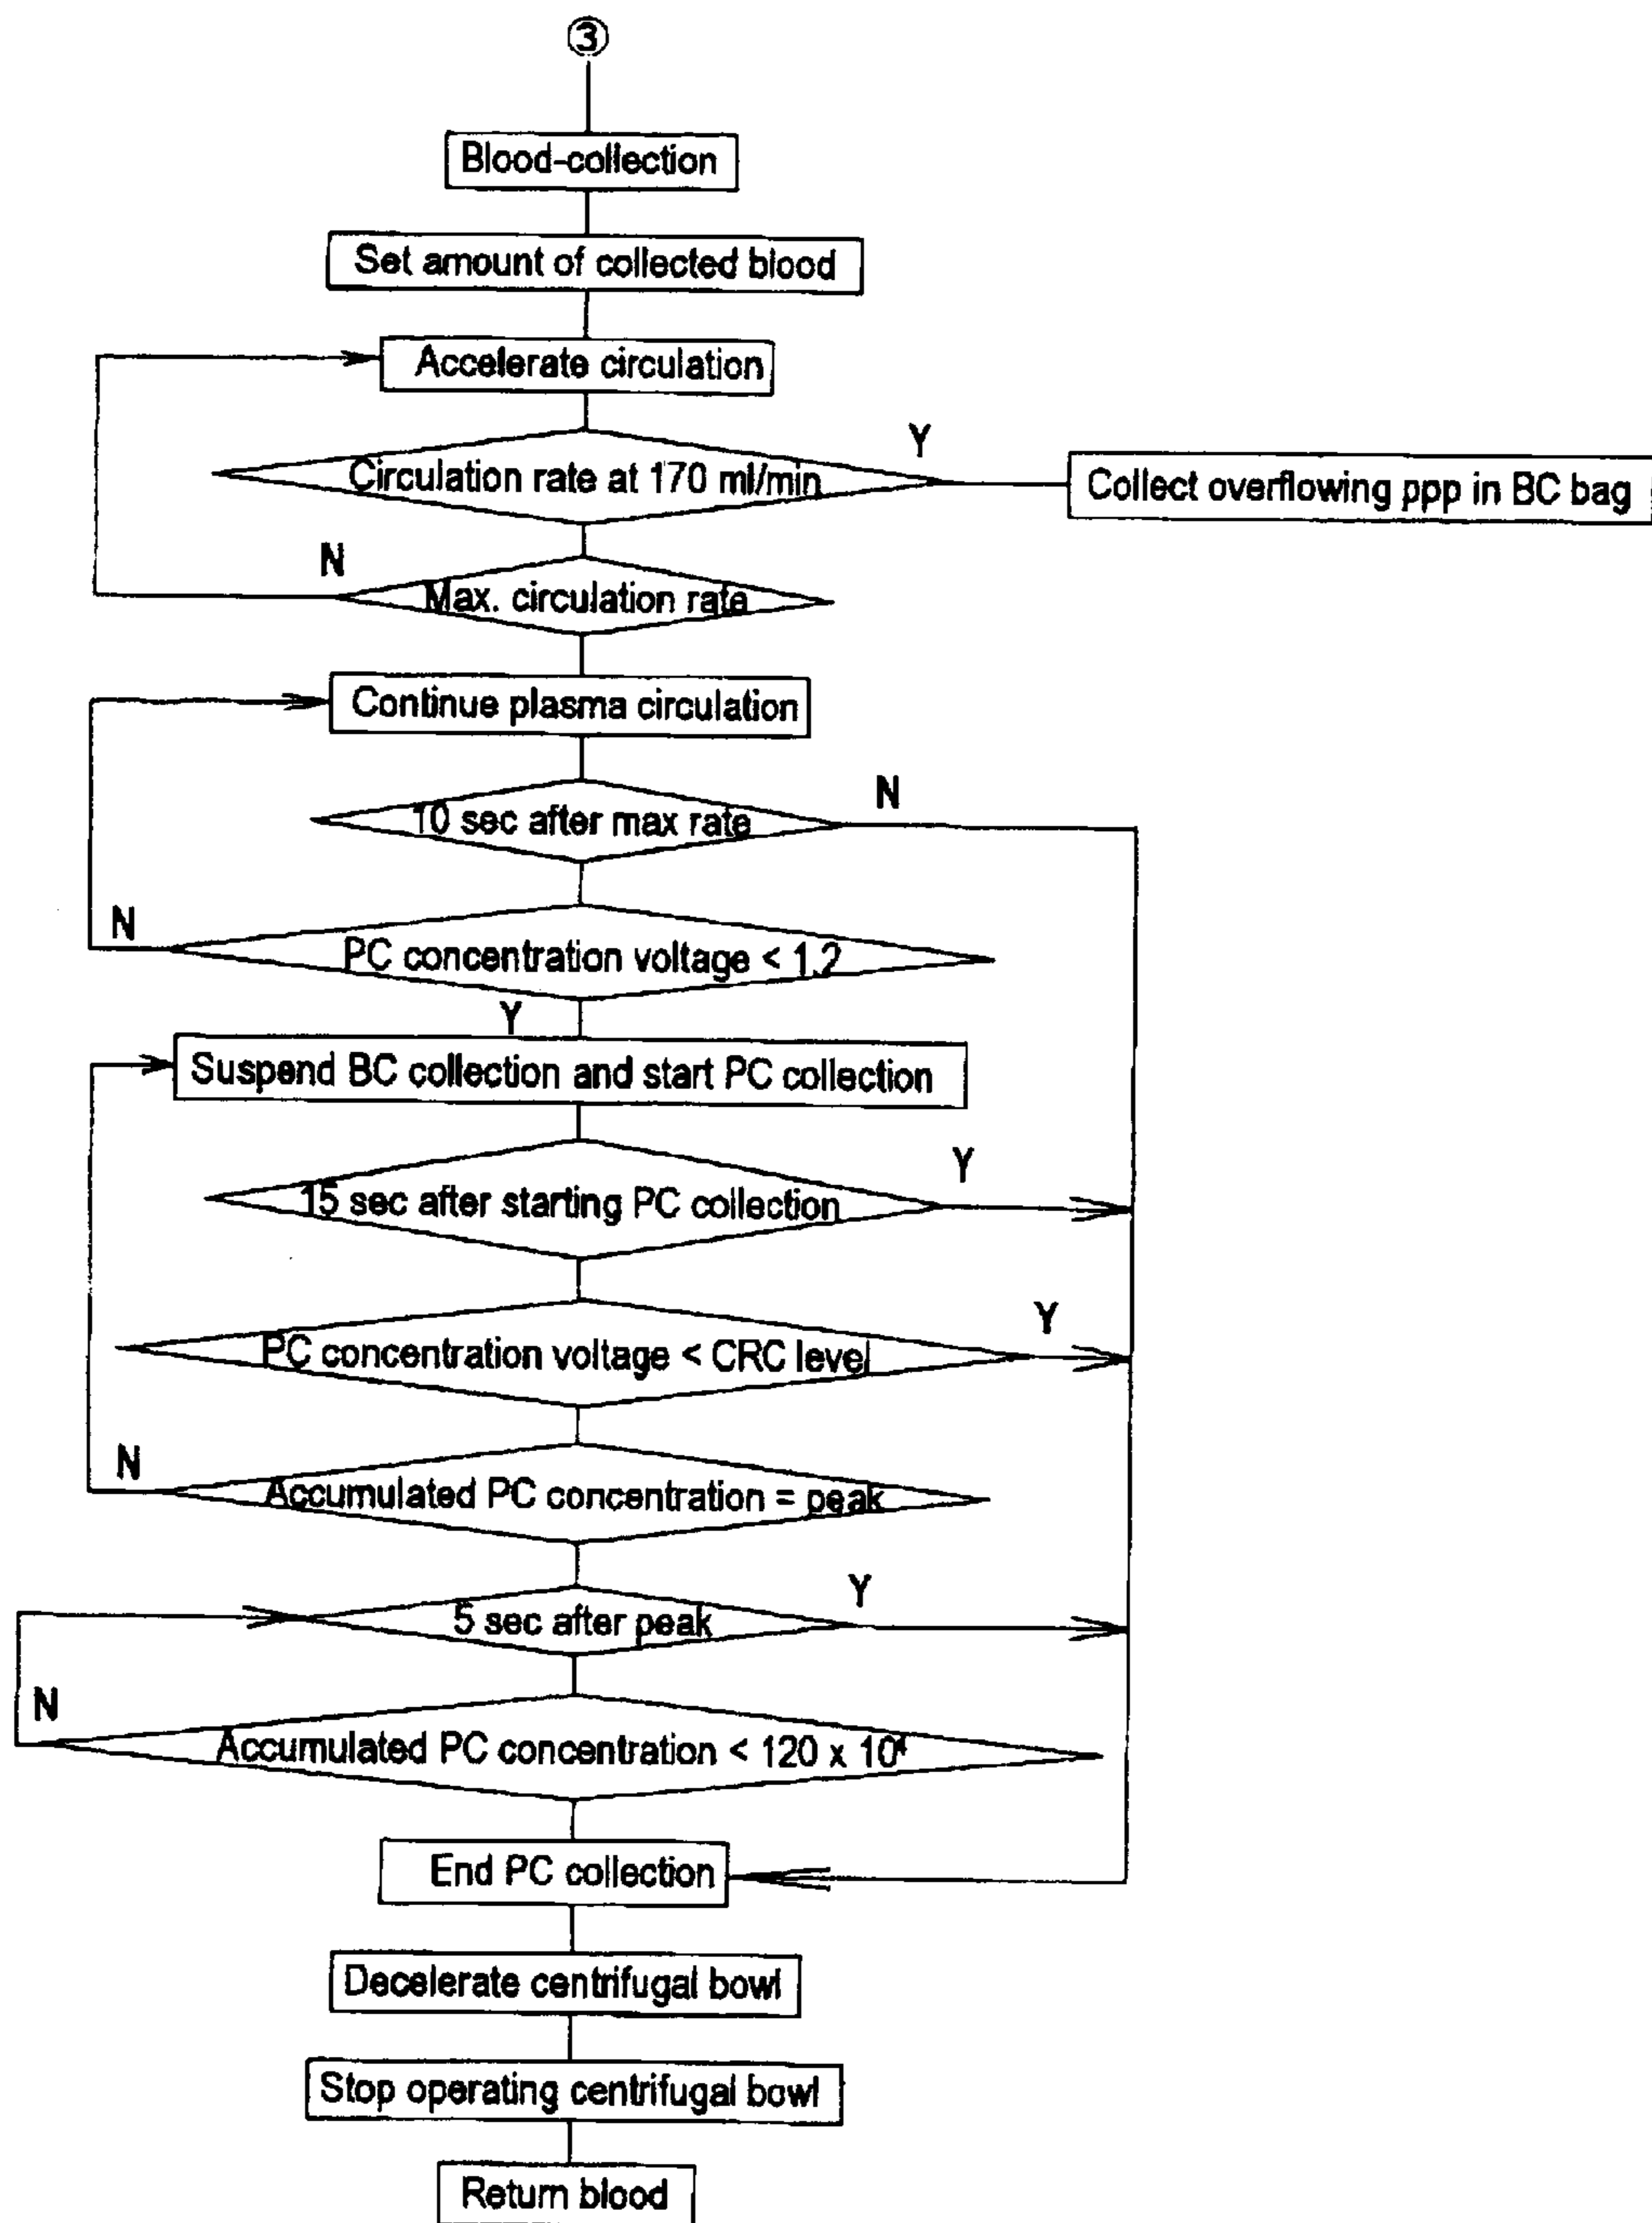 ③
Blood-collection
Set amount of collected blood
Accelerate circulation
Y
Circulation rate at 170 ml/min
Collect overflowing ppp in BC bag
N
Max. circulation rate
Continue plasma circulation
N
10 sec after max rate
N
PC concentration voltage < 1.2
Y
Suspend BC collection and start PC collection
Y
15 sec after starting PC collection
Y
PC concentration voltage < CRC level
N
Accumulated PC concentration = peak
Y
5 sec after peak
N
Accumulated PC concentration < 120 x 10⁴
End PC collection
Decelerate centrifugal bowl
Stop operating centrifugal bowl
Return blood